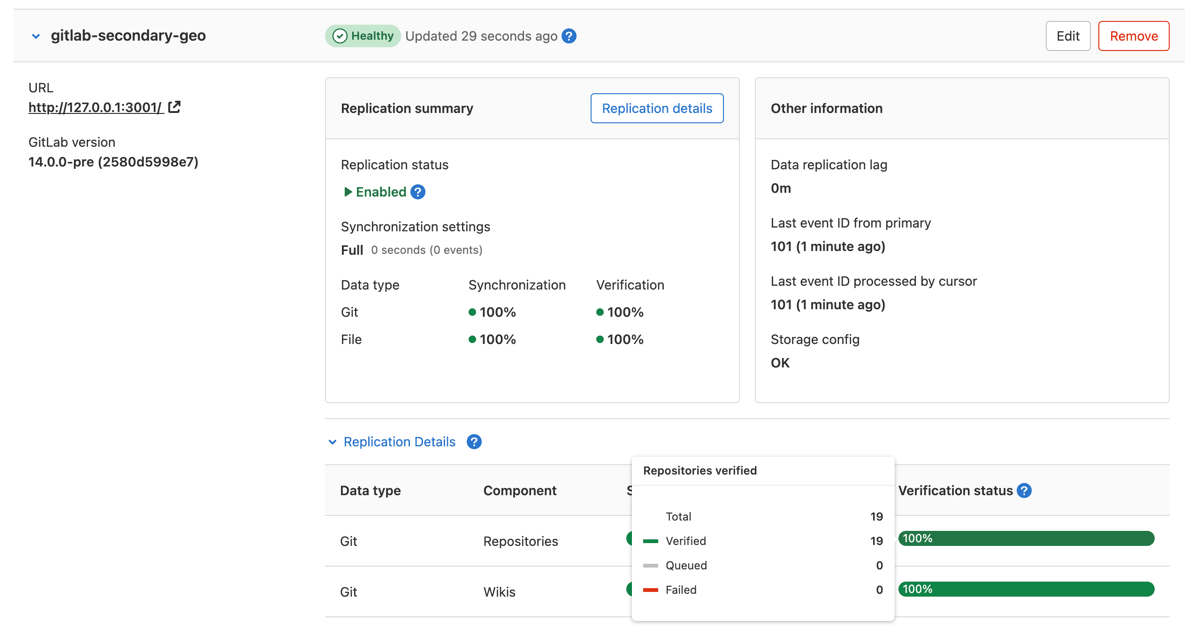 gitlab-secondary-geo
Healthy Updated 29 seconds ago ?
Edit Remove
URL
http://127.0.0.1:3001/
GitLab version
14.0.0-pre (2580d5998e7)
Replication summary
Replication details
Replication status
Enabled ?
Synchronization settings
Full 0 seconds (0 events)
Data type Synchronization Verification
Git 100% 100%
File 100% 100%
Other information
Data replication lag
0m
Last event ID from primary
101 (1 minute ago)
Last event ID processed by cursor
101 (1 minute ago)
Storage config
OK
Replication Details ?
Data type Component Verification status ?
Git Repositories 100%
Git Wikis 100%
Repositories verified
Total 19
Verified 19
Queued 0
Failed 0